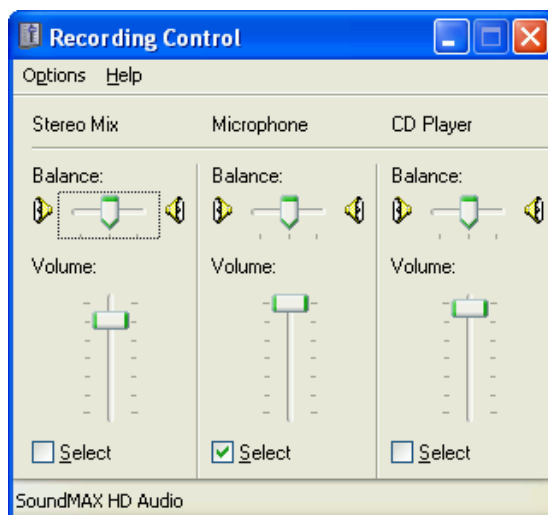 Recording Control
Options Help
Stereo Mix Microphone CD Player
Balance: Balance: Balance:
Volume: Volume: Volume:
Select Select Select
SoundMAX HD Audio